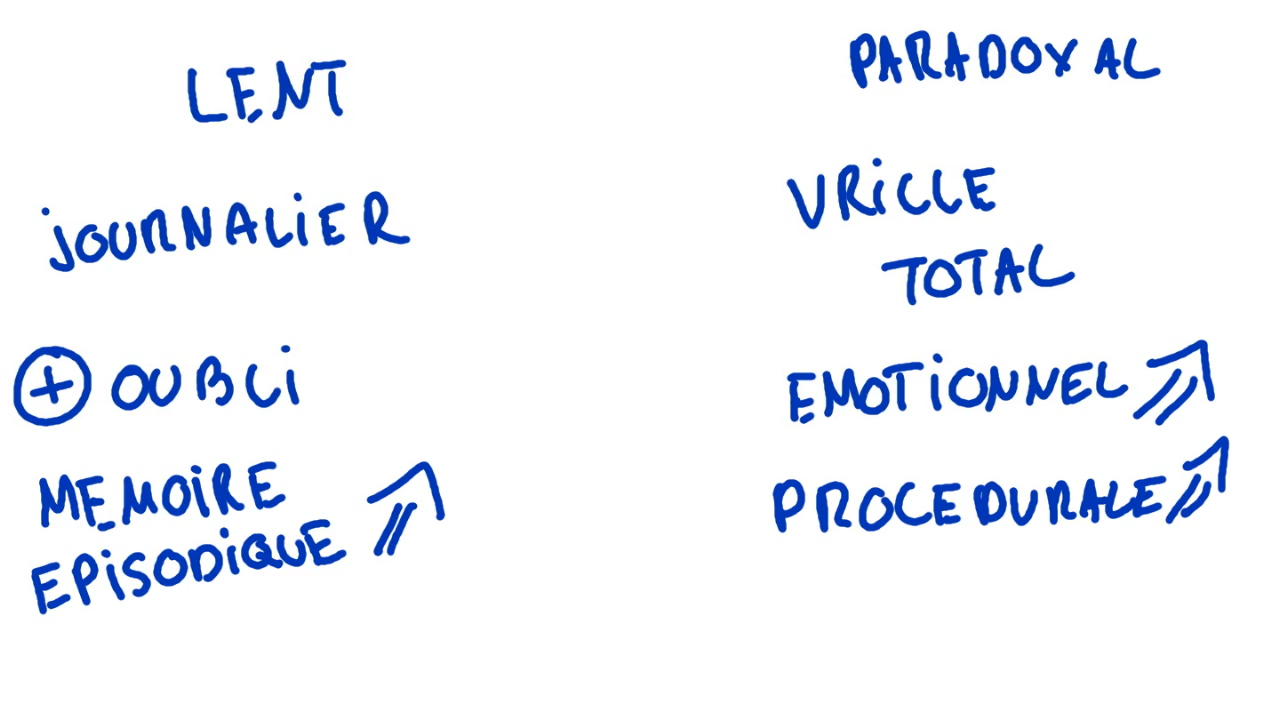 LENT
JOURNALIER
+ OUBLI
MEMOIRE
EPISODIQUE
PARADOXAL
VRILLE
TOTAL
EMOTIONNEL
PROCEDURALE